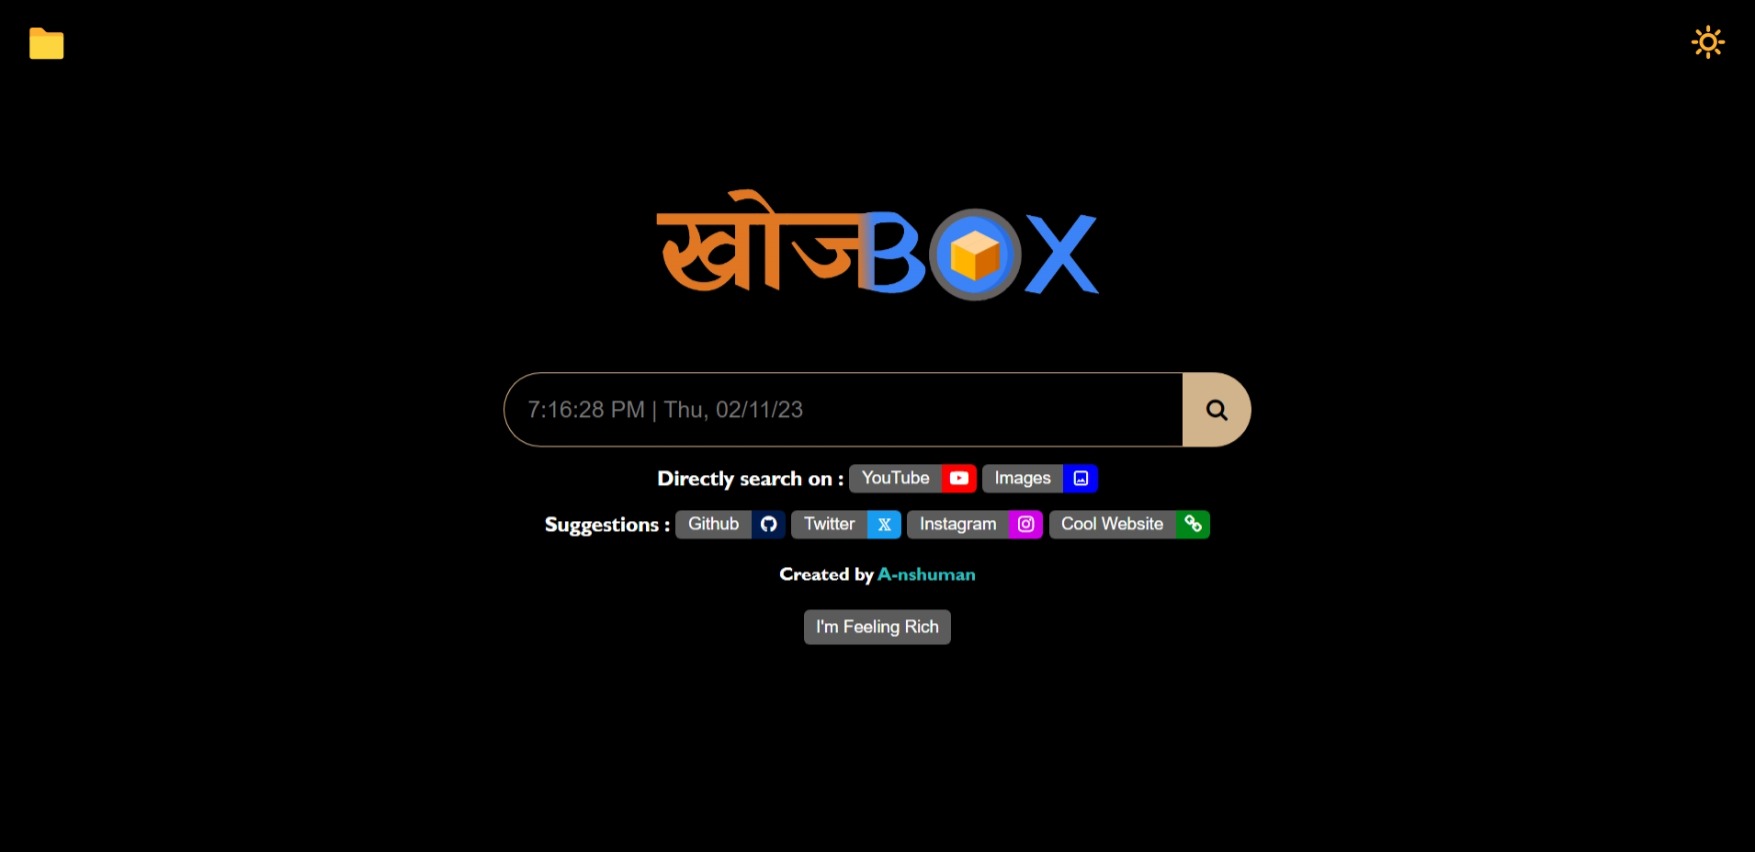 खोजBOX
7:16:28 PM | Thu, 02/11/23
Directly search on : YouTube Images
Suggestions : Github Twitter X Instagram Cool Website
Created by A-nshuman
I'm Feeling Rich